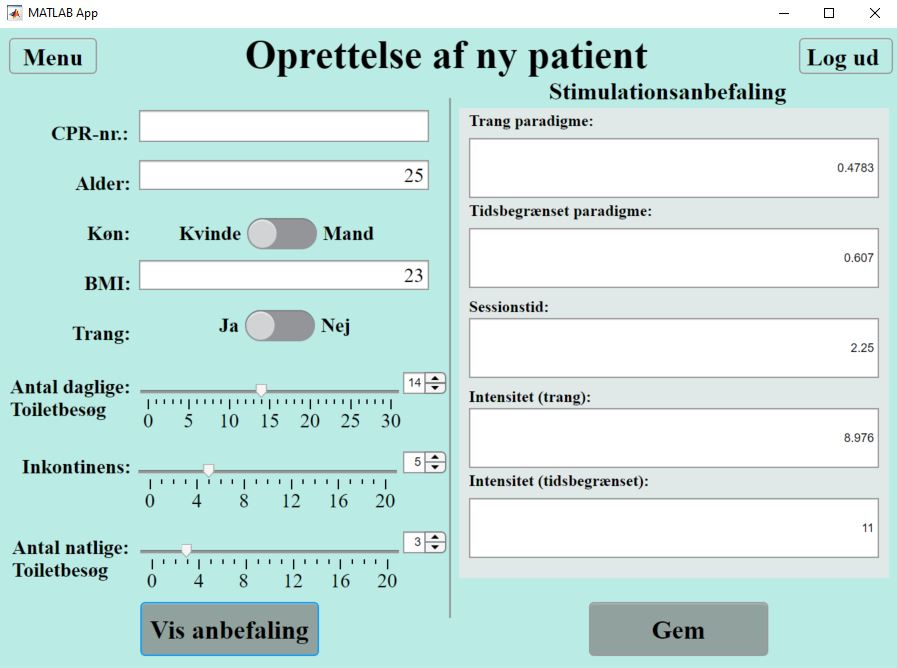 MATLAB App
Menu
Oprettelse af ny patient
Log ud
Stimulationsanbefaling
CPR-nr.:
Alder:
25
Køn:
Kvinde
Mand
BMI:
23
Trang:
Ja
Nej
Antal daglige:
Toiletbesøg
14
0 5 10 15 20 25 30
Inkontinens:
5
0 4 8 12 16 20
Antal natlige:
Toiletbesøg
3
0 4 8 12 16 20
Vis anbefaling
Trang paradigme:
0.4783
Tidsbegrænset paradigme:
0.607
Sessionstid:
2.25
Intensitet (trang):
8.976
Intensitet (tidsbegrænset):
11
Gem